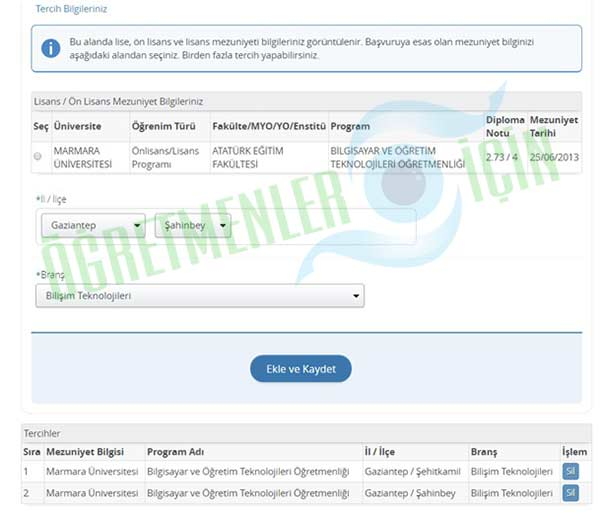 Tercih Bilgileriniz
Bu alanda lise, ön lisans ve lisans mezuniyeti bilgileriniz görüntülenir. Başvuruya esas olan mezuniyet bilginizi
aşağıdaki alandan seçiniz. Birden fazla tercih yapabilirsiniz.
Lisans / Ön Lisans Mezuniyet Bilgileriniz
Seç Üniversite Öğrenim Türü Fakülte/MYO/YO/Enstitü Program Diploma Notu Mezuniyet Tarihi
MARMARA ÜNİVERSİTESİ Önlisans/Lisans Programı ATATÜRK EĞİTİM FAKÜLTESİ BİLGİSAYAR VE ÖĞRETİM TEKNOLOJİLERİ ÖĞRETMENLİĞİ 2.73 / 4 25/06/2013
*İl / İlçe
Gaziantep Şahinbey
ÖĞRETMENLER İÇİN
*Branş
Bilişim Teknolojileri
Ekle ve Kaydet
Tercihler
Sıra Mezuniyet Bilgisi Program Adı İl / İlçe Branş İşlem
1 Marmara Üniversitesi Bilgisayar ve Öğretim Teknolojileri Öğretmenliği Gaziantep / Şehitkamil Bilişim Teknolojileri Sil
2 Marmara Üniversitesi Bilgisayar ve Öğretim Teknolojileri Öğretmenliği Gaziantep / Şahinbey Bilişim Teknolojileri Sil